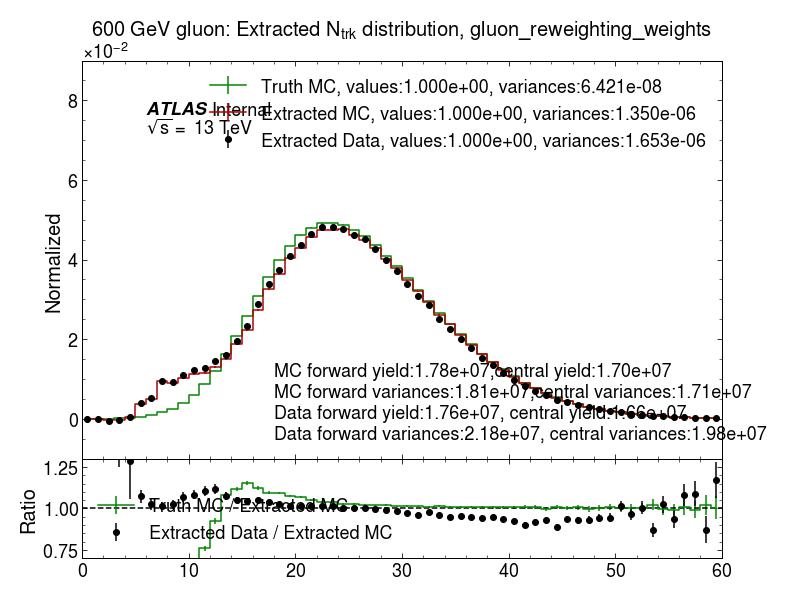 600 GeV gluon: Extracted N_trk distribution, gluon_reweighting_weights
×10⁻²
Truth MC, values:1.000e+00, variances:6.421e-08
ATLAS Internal
Extracted MC, values:1.000e+00, variances:1.350e-06
√s = 13 TeV
Extracted Data, values:1.000e+00, variances:1.653e-06
8
6
4
2
0
Normalized
MC forward yield:1.78e+07,central yield:1.70e+07
MC forward variances:1.81e+07,central variances:1.71e+07
Data forward yield:1.76e+07, central yield:1.66e+07
Data forward variances:2.18e+07, central variances:1.98e+07
1.25
1.00
0.75
Ratio
Truth MC / Extracted MC
Extracted Data / Extracted MC
0 10 20 30 40 50 60